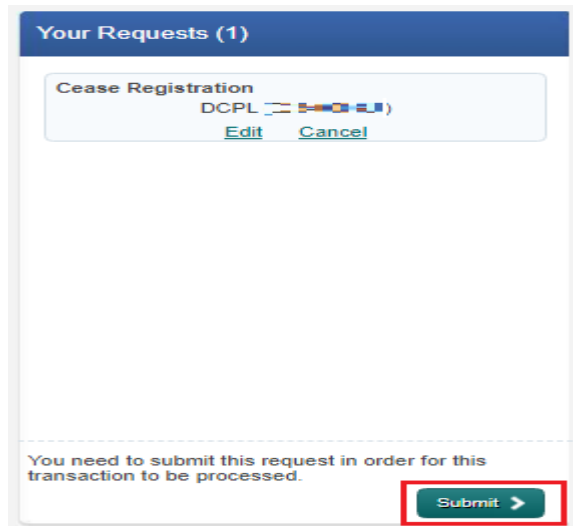 Your Requests (1)
Cease Registration
DCPL )
Edit Cancel
You need to submit this request in order for this
transaction to be processed.
Submit